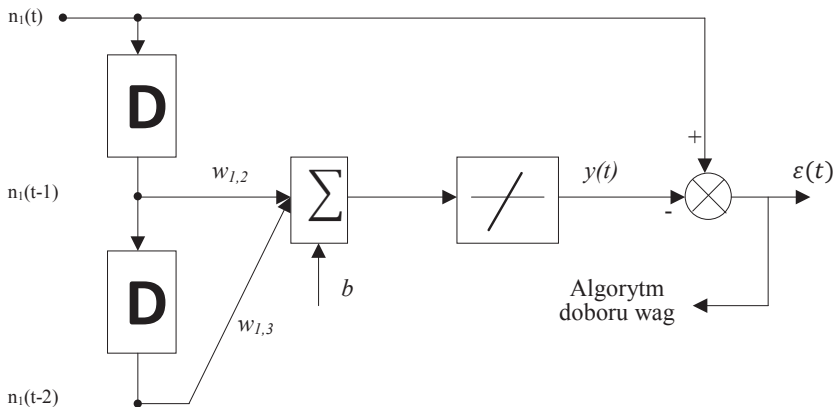 n₁(t)
D
+
n₁(t-1)
w₁,₂
Σ
y(t)
ε(t)
-
D
b
Algorytm
doboru wag
w₁,₃
n₁(t-2)